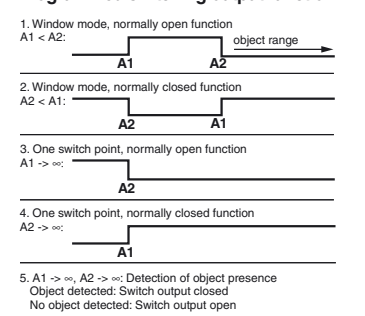 1. Window mode, normally open function
A1 < A2:
object range
A1 A2
2. Window mode, normally closed function
A2 < A1:
A2 A1
3. One switch point, normally open function
A1 -> ∞:
A2
4. One switch point, normally closed function
A2 -> ∞:
A1
5. A1 -> ∞, A2 -> ∞: Detection of object presence
Object detected: Switch output closed
No object detected: Switch output open